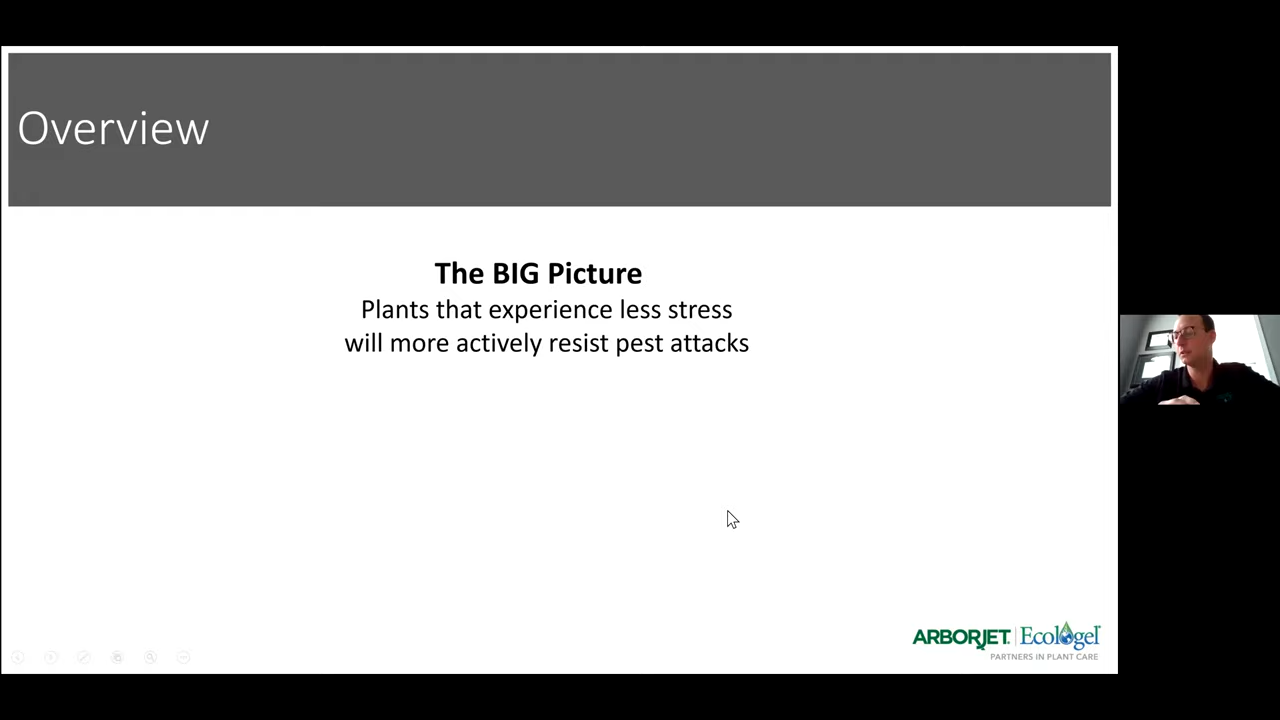 Overview
The BIG Picture
Plants that experience less stress
will more actively resist pest attacks
ARBORJET | Ecologel
PARTNERS IN PLANT CARE